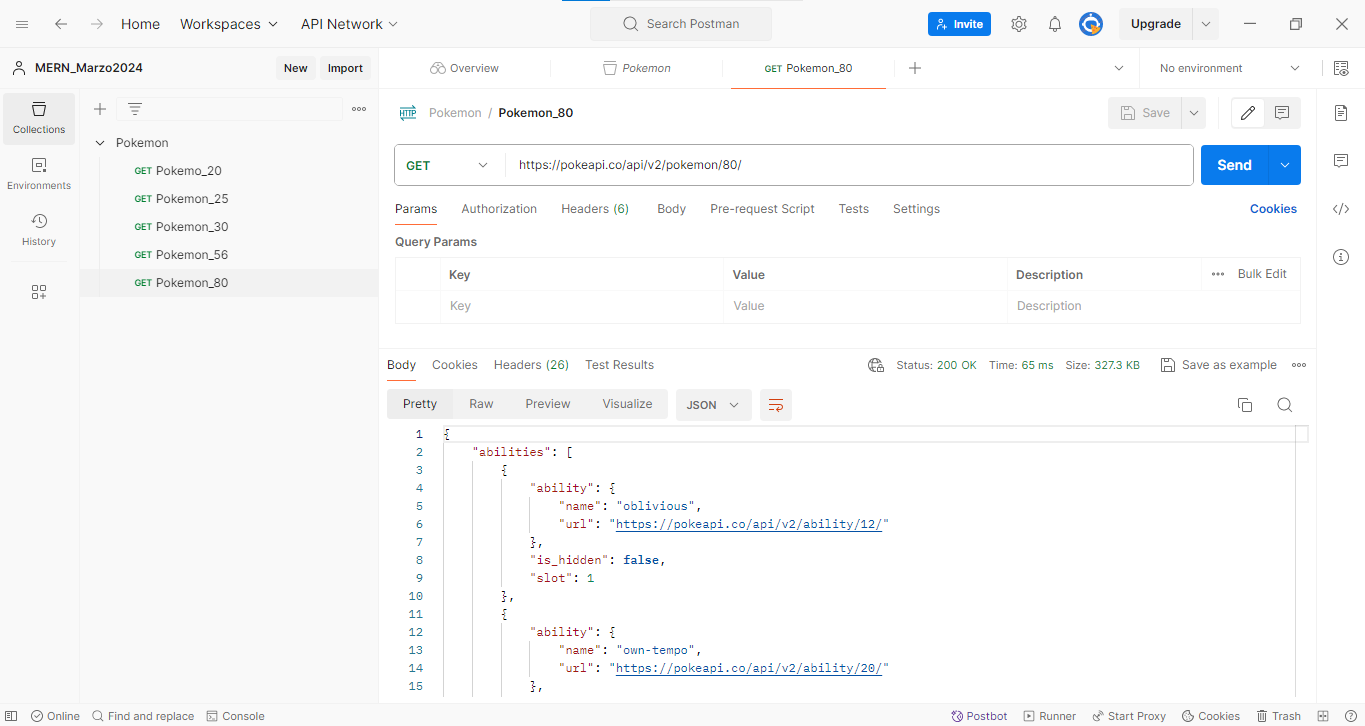 Home Workspaces API Network Search Postman Invite Upgrade
MERN_Marzo2024 New Import Overview Pokemon GET Pokemon_80 No environment
Collections
Environments
History
Pokemon
GET Pokemo_20
GET Pokemon_25
GET Pokemon_30
GET Pokemon_56
GET Pokemon_80
HTTP Pokemon / Pokemon_80 Save
GET https://pokeapi.co/api/v2/pokemon/80/ Send
Params Authorization Headers (6) Body Pre-request Script Tests Settings Cookies
Query Params
Key Value Description Bulk Edit
Key Value Description
Body Cookies Headers (26) Test Results Status: 200 OK Time: 65 ms Size: 327.3 KB Save as example
Pretty Raw Preview Visualize JSON
1 {
2 "abilities": [
3 {
4 "ability": {
5 "name": "oblivious",
6 "url": "https://pokeapi.co/api/v2/ability/12/"
7 },
8 "is_hidden": false,
9 "slot": 1
10 },
11 {
12 "ability": {
13 "name": "own-tempo",
14 "url": "https://pokeapi.co/api/v2/ability/20/"
15 },
Online Find and replace Console Postbot Runner Start Proxy Cookies Trash